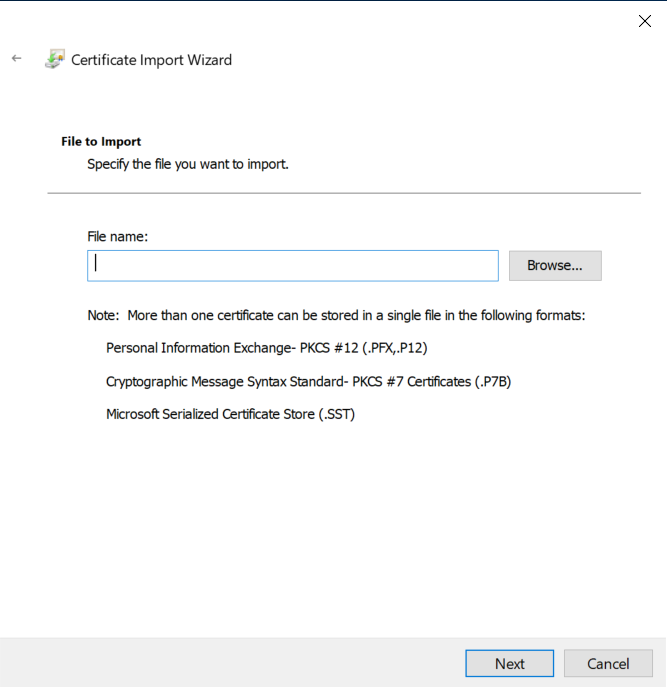 Certificate Import Wizard
File to Import
Specify the file you want to import.
File name:
Browse...
Note:  More than one certificate can be stored in a single file in the following formats:
Personal Information Exchange- PKCS #12 (.PFX,.P12)
Cryptographic Message Syntax Standard- PKCS #7 Certificates (.P7B)
Microsoft Serialized Certificate Store (.SST)
Next
Cancel